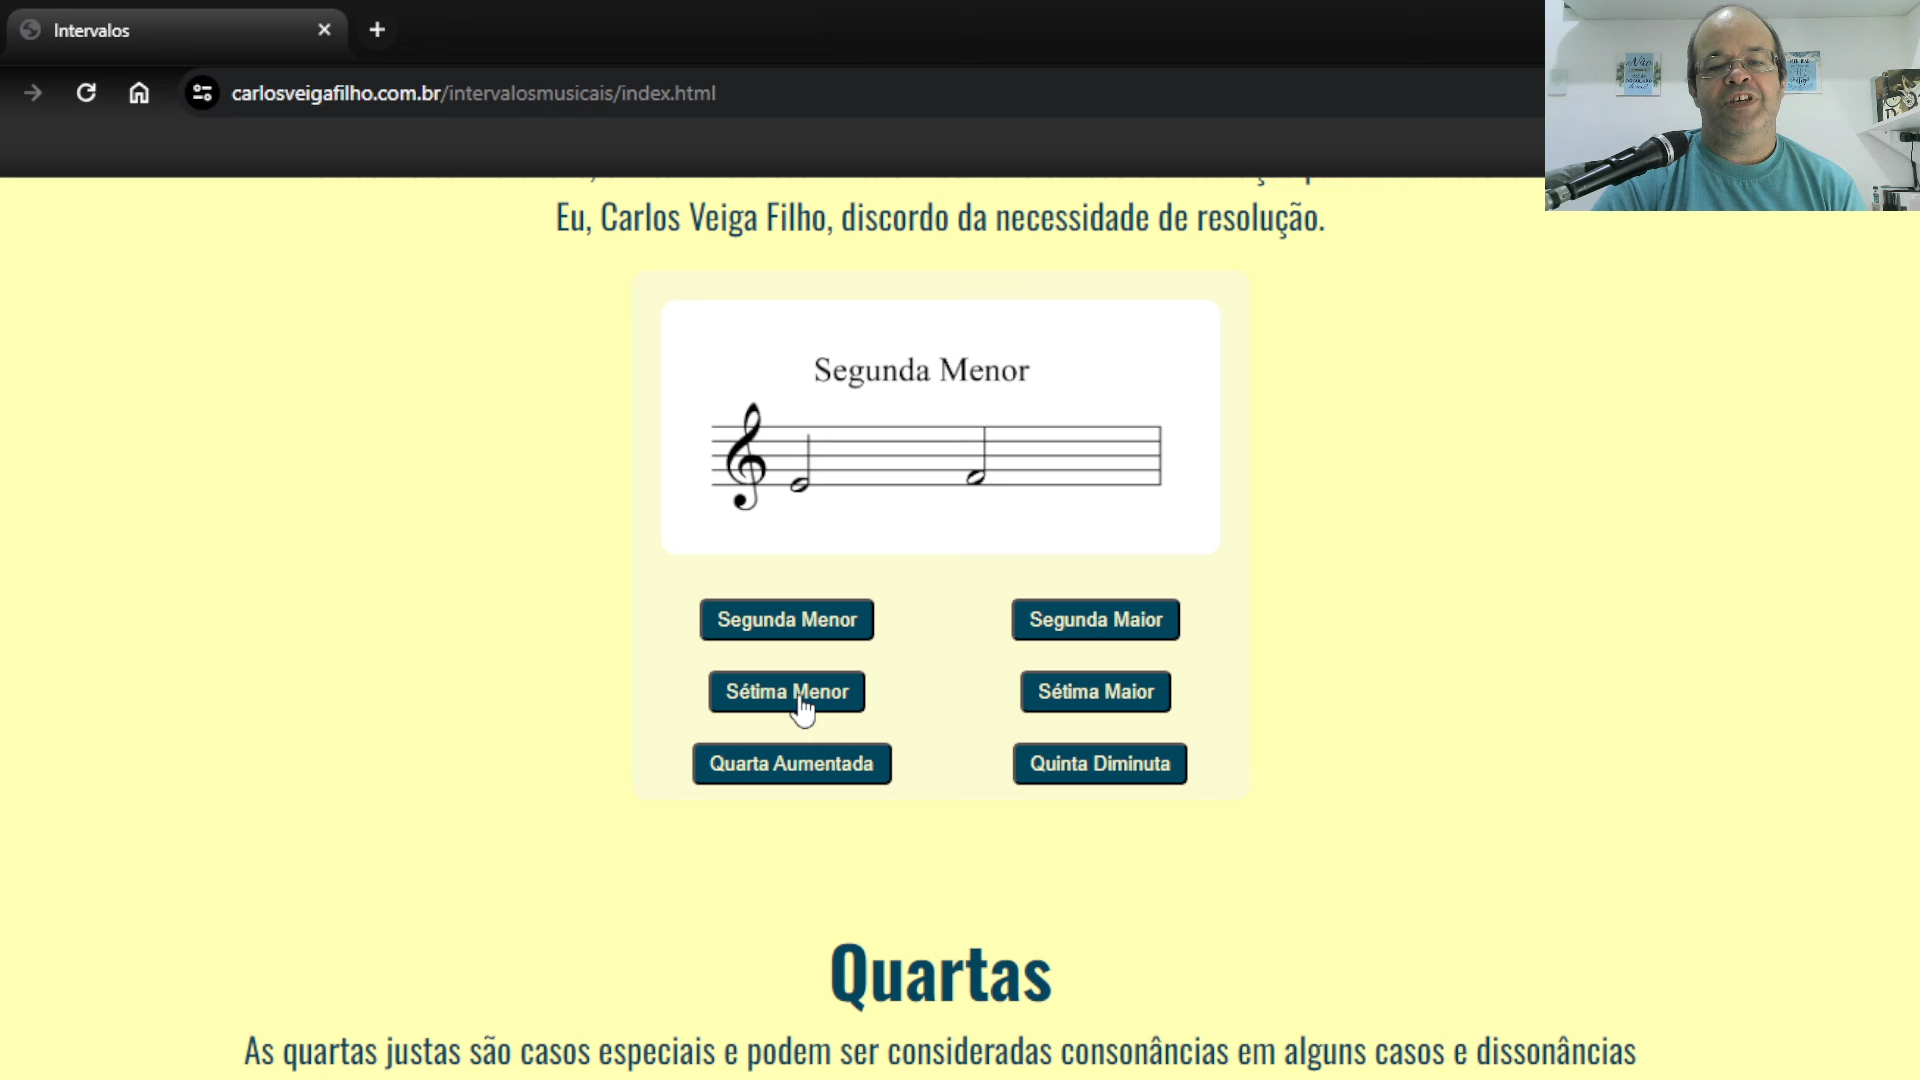 Intervalos
carlosveigafilho.com.br/intervalosmusicais/index.html
Não
Eu, Carlos Veiga Filho, discordo da necessidade de resolução.
Segunda Menor
Segunda Menor
Segunda Maior
Sétima Menor
Sétima Maior
Quarta Aumentada
Quinta Diminuta
Quartas
As quartas justas são casos especiais e podem ser consideradas consonâncias em alguns casos e dissonâncias